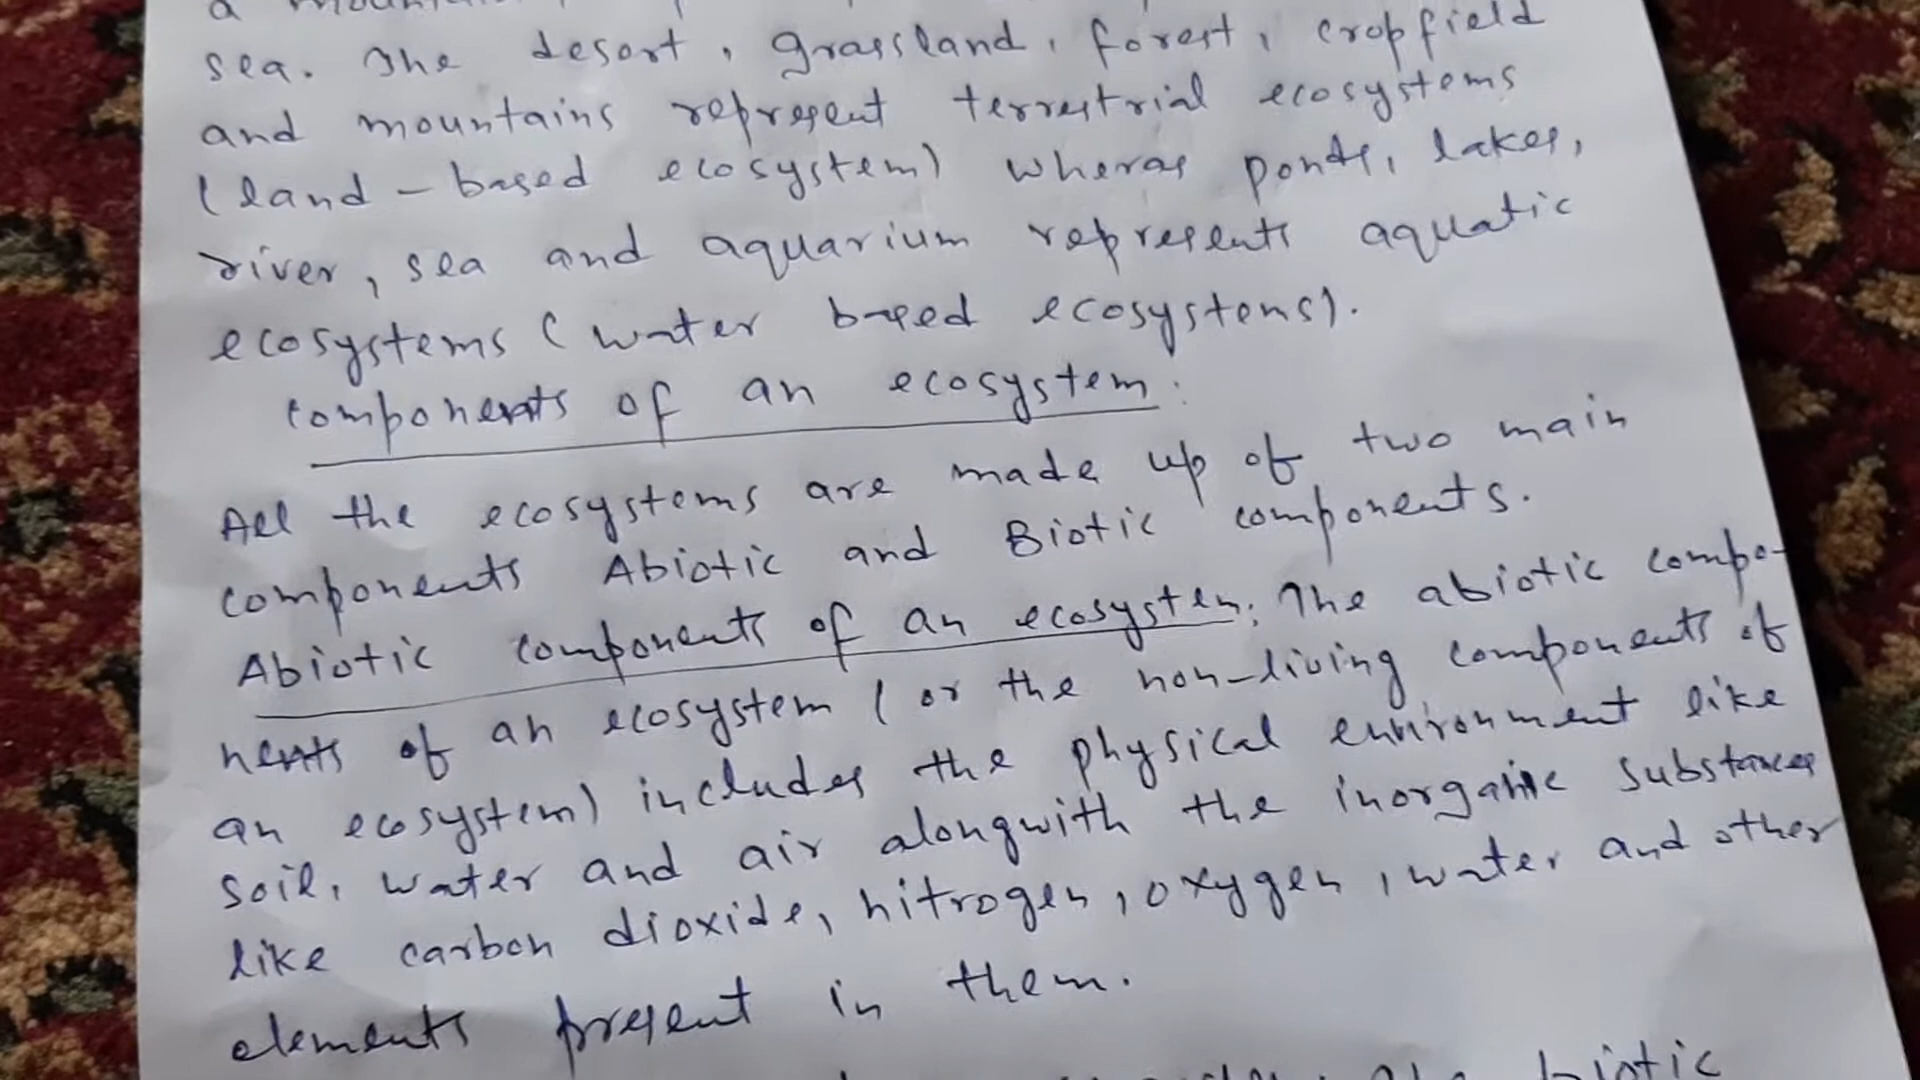 a
sea. The desert, grassland, forest, cropfield
and mountains represent terrestrial ecosystems
(land-based ecosystem) wheras ponds, lakes,
river, sea and aquarium represents aquatic
ecosystems (water based ecosystems).
components of an ecosystem:
All the ecosystems are made up of two main
components Abiotic and Biotic components.
Abiotic components of an ecosystem: The abiotic compo-
nents of an ecosystem (or the non-living components of
an ecosystem) includes the physical environment like
soil, water and air alongwith the inorganic substances
like carbon dioxide, nitrogen, oxygen, water and other
elements present in them.
biotic